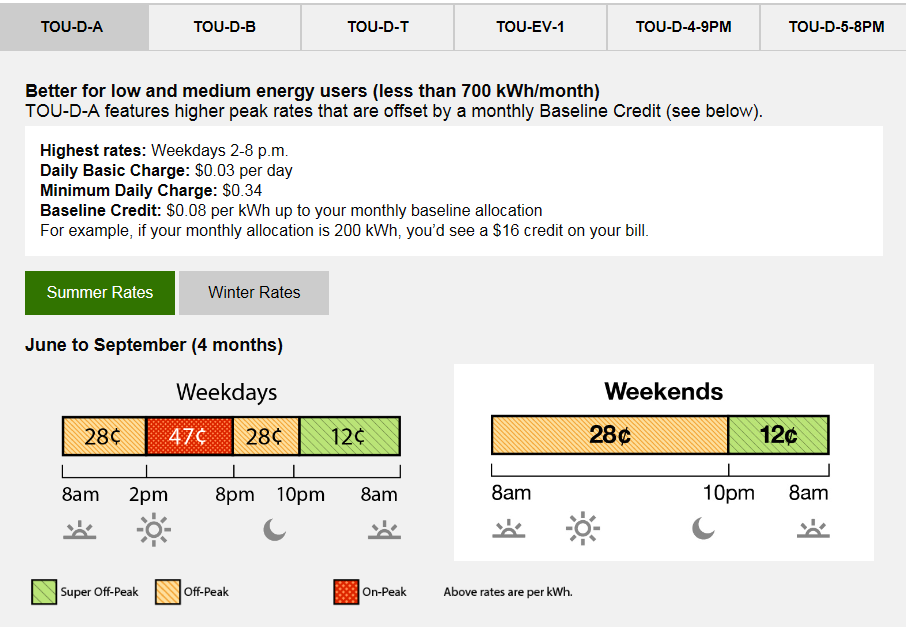 TOU-D-A TOU-D-B TOU-D-T TOU-EV-1 TOU-D-4-9PM TOU-D-5-8PM
Better for low and medium energy users (less than 700 kWh/month)
TOU-D-A features higher peak rates that are offset by a monthly Baseline Credit (see below).
Highest rates: Weekdays 2-8 p.m.
Daily Basic Charge: $0.03 per day
Minimum Daily Charge: $0.34
Baseline Credit: $0.08 per kWh up to your monthly baseline allocation
For example, if your monthly allocation is 200 kWh, you’d see a $16 credit on your bill.
Summer Rates Winter Rates
June to September (4 months)
Weekdays
28¢ 47¢ 28¢ 12¢
8am 2pm 8pm 10pm 8am
Weekends
28¢ 12¢
8am 10pm 8am
Super Off-Peak Off-Peak On-Peak Above rates are per kWh.